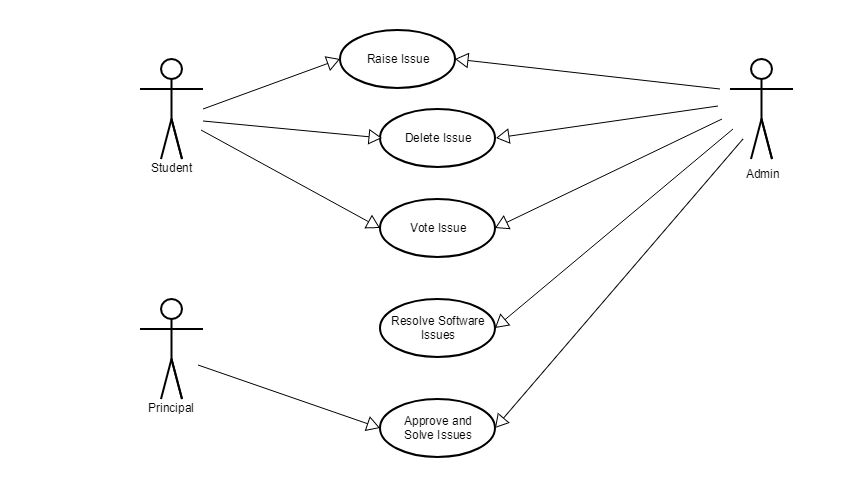 Raise Issue
Delete Issue
Student
Admin
Vote Issue
Resolve Software
Issues
Principal
Approve and
Solve Issues